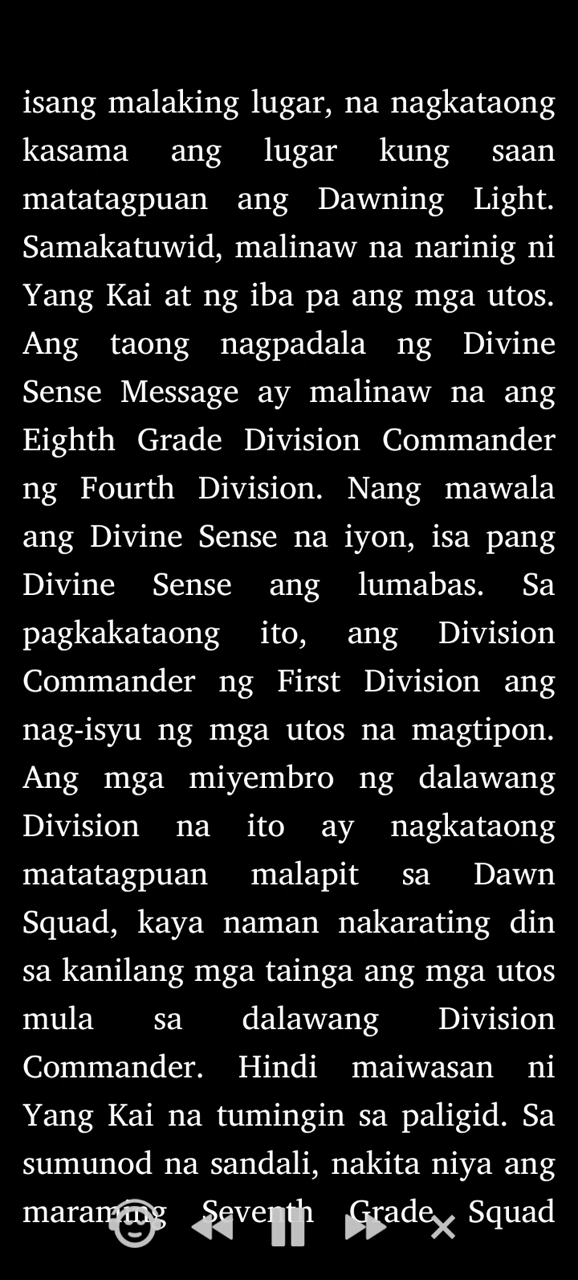 isang malaking lugar, na nagkataong
kasama ang lugar kung saan
matatagpuan ang Dawning Light.
Samakatuwid, malinaw na narinig ni
Yang Kai at ng iba pa ang mga utos.
Ang taong nagpadala ng Divine
Sense Message ay malinaw na ang
Eighth Grade Division Commander
ng Fourth Division. Nang mawala
ang Divine Sense na iyon, isa pang
Divine Sense ang lumabas. Sa
pagkakataong ito, ang Division
Commander ng First Division ang
nag-isyu ng mga utos na magtipon.
Ang mga miyembro ng dalawang
Division na ito ay nagkataong
matatagpuan malapit sa Dawn
Squad, kaya naman nakarating din
sa kanilang mga tainga ang mga utos
mula sa dalawang Division
Commander. Hindi maiwasan ni
Yang Kai na tumingin sa paligid. Sa
sumunod na sandali, nakita niya ang
maraming Seventh Grade Squad